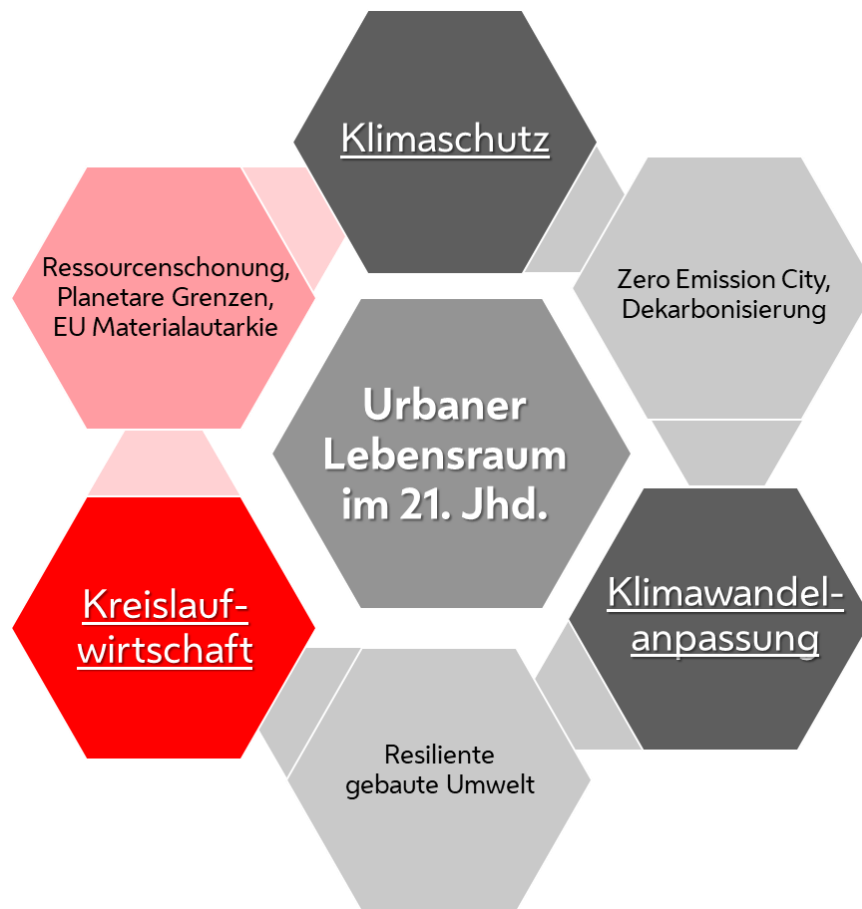 Klimaschutz
Ressourcenschonung,
Planetare Grenzen,
EU Materialautarkie
Zero Emission City,
Dekarbonisierung
Urbaner
Lebensraum
im 21. Jhd.
Kreislauf-
wirtschaft
Klimawandel-
anpassung
Resiliente
gebaute Umwelt